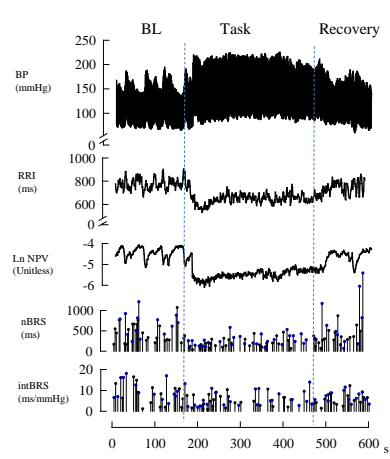 BL Task Recovery
250
200
BP
(mmHg)
150
100
0
1000
RRI
(ms)
800
600
0
-4
Ln NPV
(Unitless)
-5
-6
1000
nBRS
(ms)
500
0
20
intBRS
(ms/mmHg)
10
0
0 100 200 300 400 500 600 s